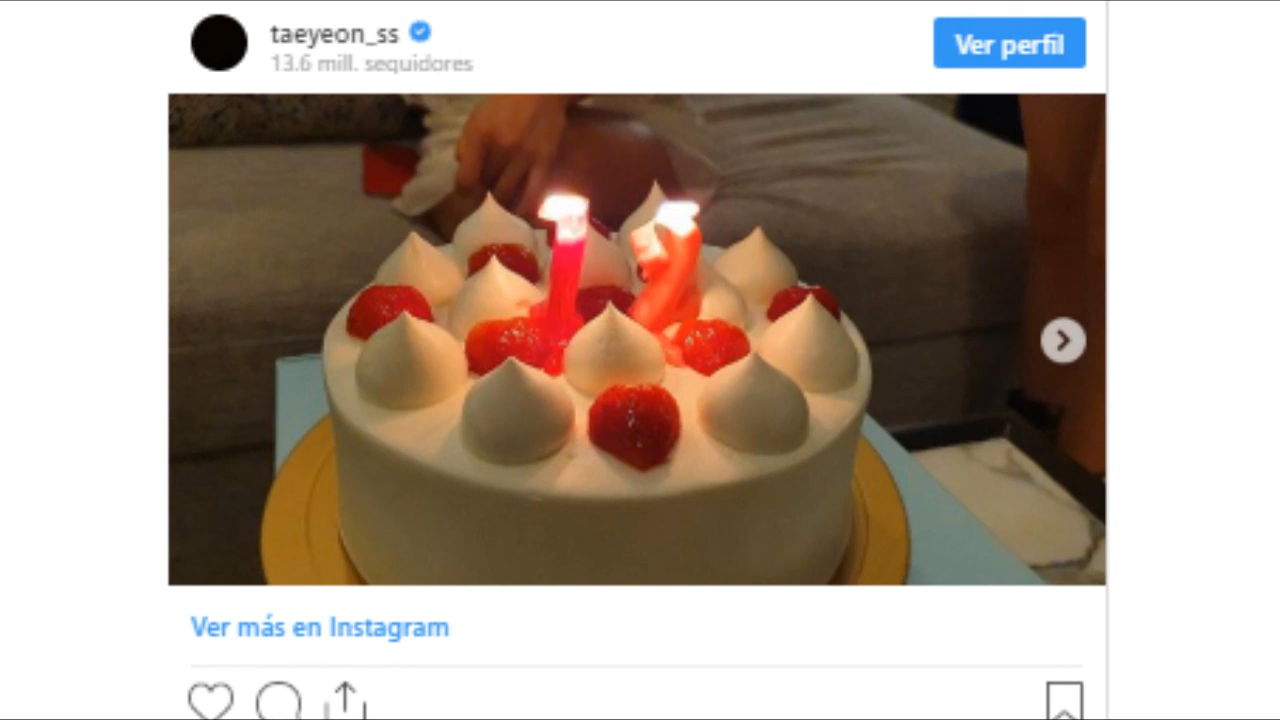 taeyeon_ss
Ver perfil
13.6 mill. seguidores
Ver más en Instagram